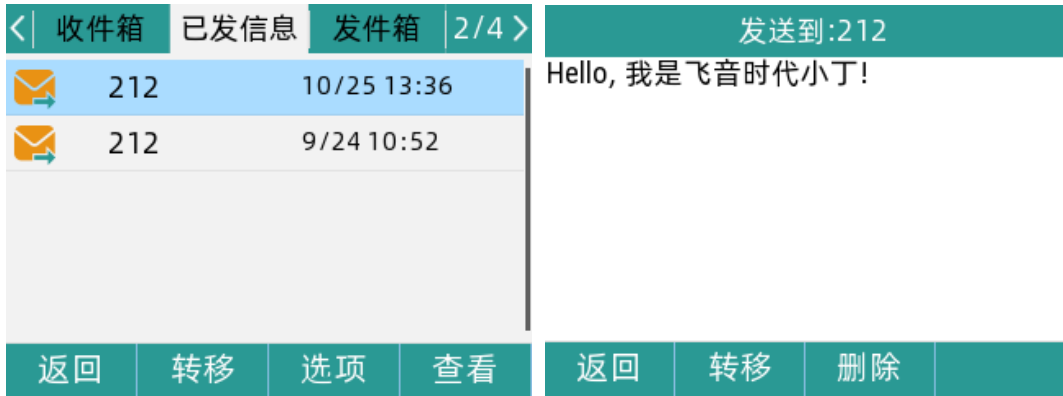 收件箱 已发信息 发件箱 2/4
212 10/25 13:36
212 9/24 10:52
返回 转移 选项 查看
发送到:212
Hello, 我是飞音时代小丁!
返回 转移 删除